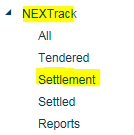 NEXTrack
All
Tendered
Settlement
Settled
Reports